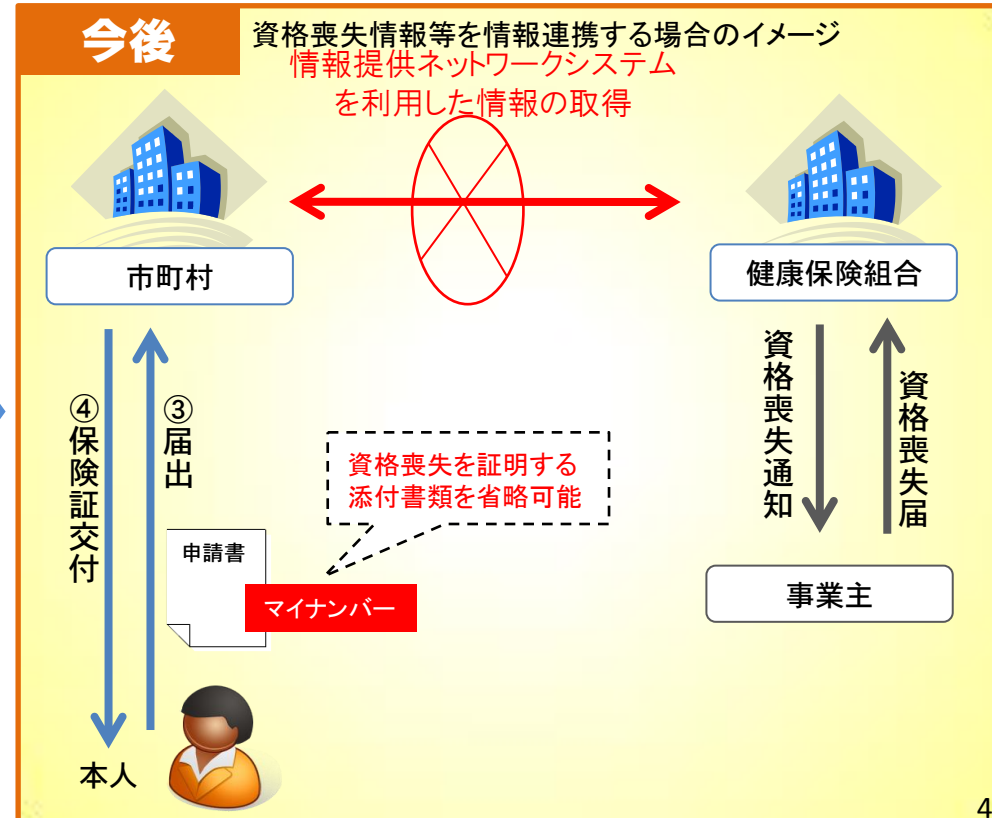 今後
資格喪失情報等を情報連携する場合のイメージ
情報提供ネットワークシステム
を利用した情報の取得
市町村
健康保険組合
④保険証交付
③届出
資格喪失を証明する
添付書類を省略可能
申請書
マイナンバー
本人
資格喪失通知
資格喪失届
事業主
4